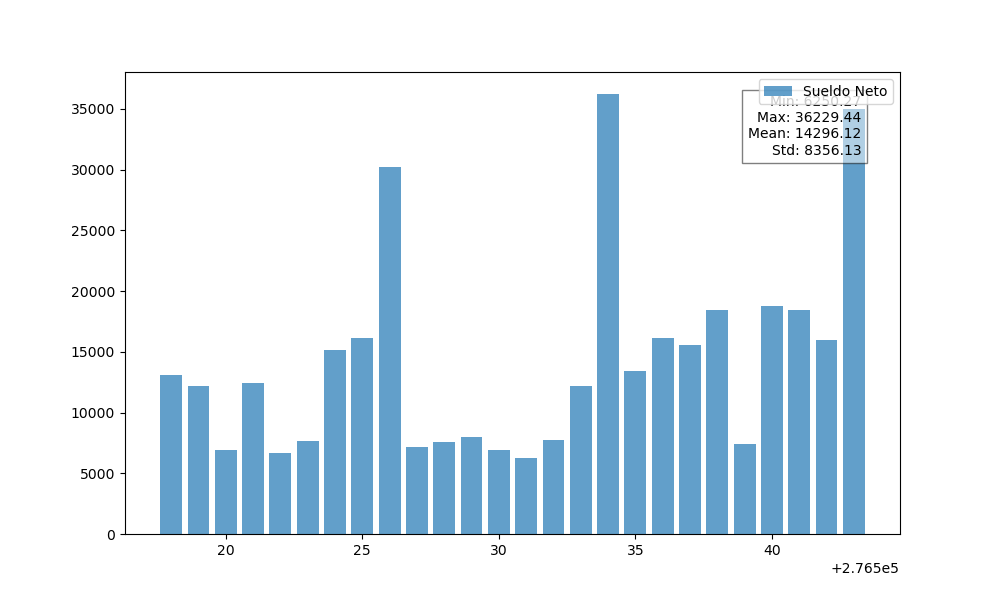 35000
30000
25000
20000
15000
10000
5000
0
20
25
30
35
40
+2.765e5
Sueldo Neto
Min: 6250.27
Max: 36229.44
Mean: 14296.12
Std: 8356.13